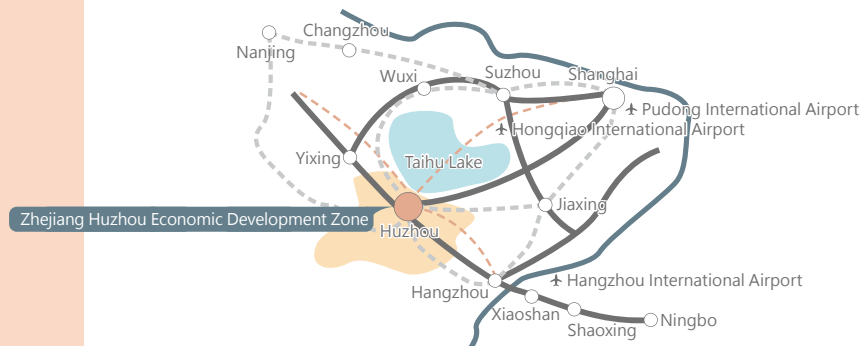 Changzhou
Nanjing
Wuxi
Suzhou
Shanghai
Pudong International Airport
Hongqiao International Airport
Yixing
Taihu Lake
Jiaxing
Zhejiang Huzhou Economic Development Zone
Huzhou
Hangzhou
Hangzhou International Airport
Xiaoshan
Shaoxing
Ningbo